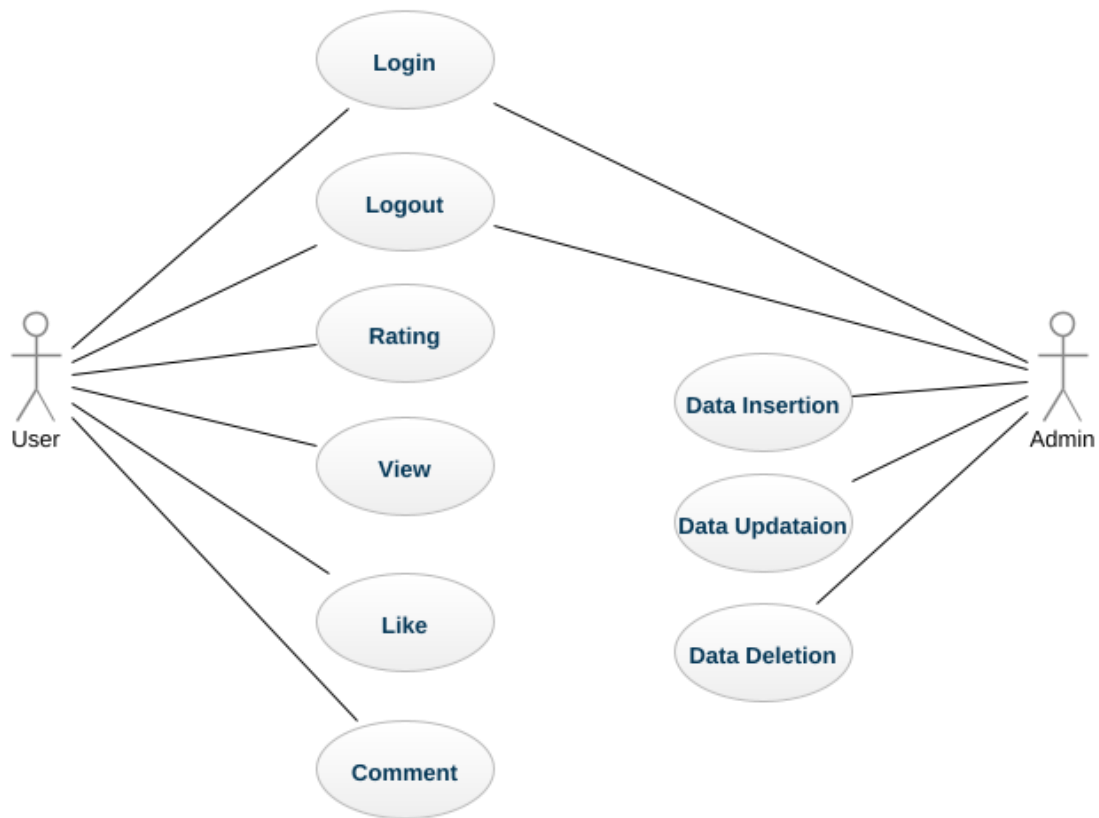 Login
Logout
Rating
View
Like
Comment
User
Data Insertion
Data Updataion
Data Deletion
Admin